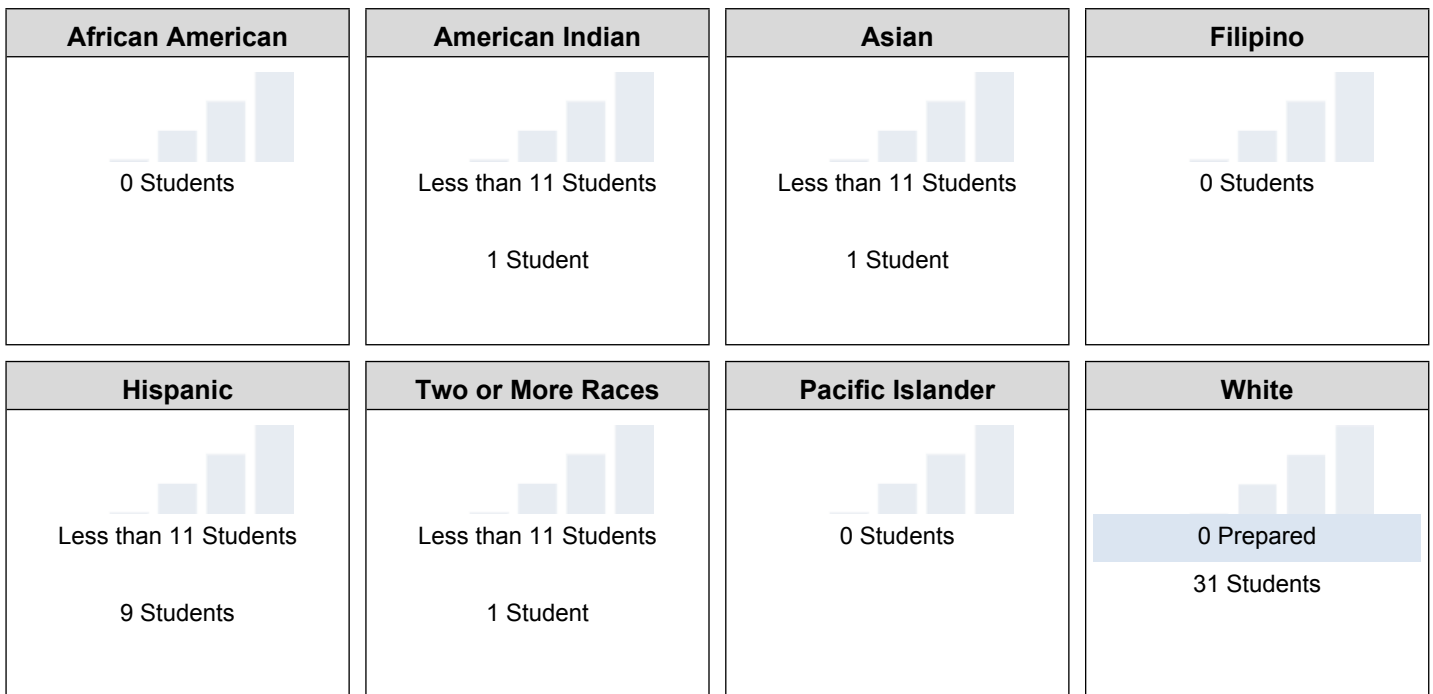 African American
0 Students
American Indian
Less than 11 Students
1 Student
Asian
Less than 11 Students
1 Student
Filipino
0 Students
Hispanic
Less than 11 Students
9 Students
Two or More Races
Less than 11 Students
1 Student
Pacific Islander
0 Students
White
0 Prepared
31 Students